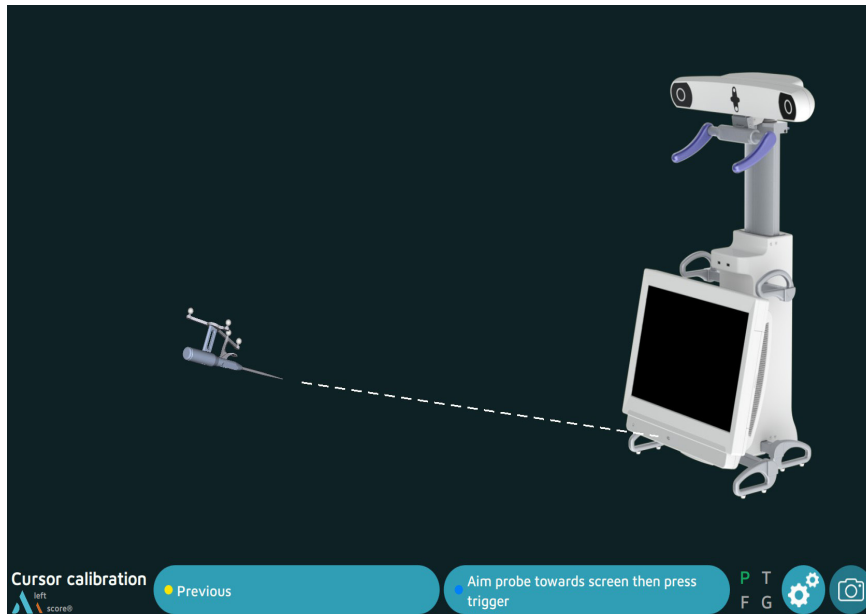 Cursor calibration
left
score®
Previous
Aim probe towards screen then press
trigger
P T
F G